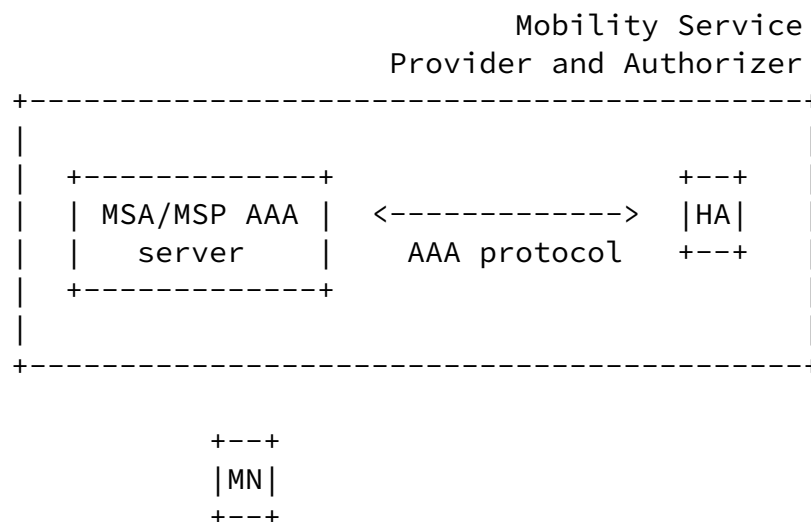 Mobility Service
Provider and Authorizer
+-------------------------------------------+
|                                           |
|  +-------------+                   +--+   |
|  | MSA/MSP AAA |  <------------->  |HA|   |
|  |   server    |    AAA protocol   +--+   |
|  +-------------+                          |
|                                           |
+-------------------------------------------+
+--+
|MN|
+--+